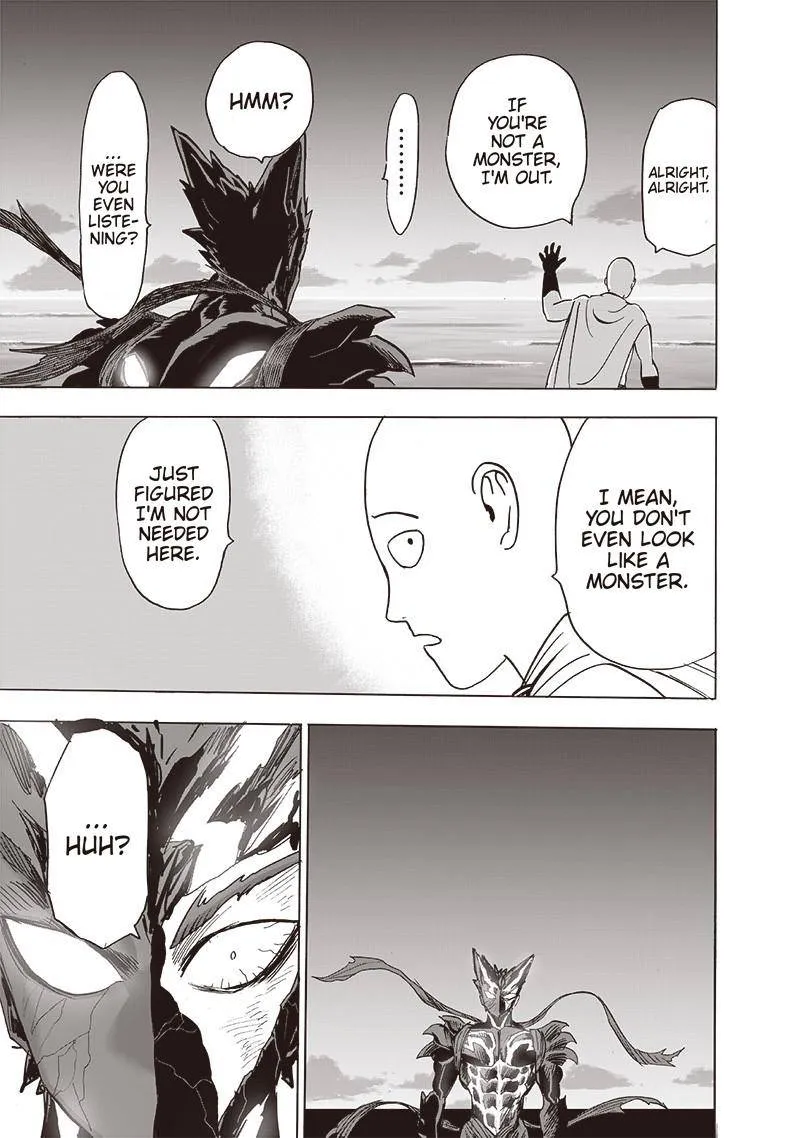 ALRIGHT,
ALRIGHT.
IF
YOU'RE
NOT A
MONSTER,
I'M OUT.
........
HMM?
...
WERE
YOU
EVEN
LISTE-
NING?
I MEAN,
YOU DON'T
EVEN LOOK
LIKE A
MONSTER.
JUST
FIGURED
I'M NOT
NEEDED
HERE.
...
HUH?